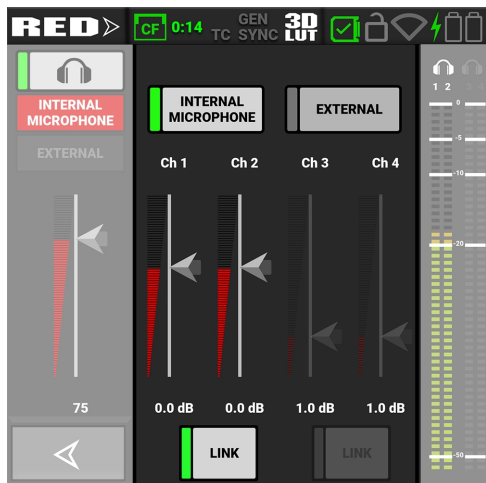 RED
CF 0:14 TC GEN SYNC 3D LUT
INTERNAL
MICROPHONE
EXTERNAL
75
INTERNAL
MICROPHONE
EXTERNAL
Ch 1 Ch 2 Ch 3 Ch 4
0.0 dB 0.0 dB 1.0 dB 1.0 dB
LINK LINK
1 2 3 4
0
-5
-10
-20
-50